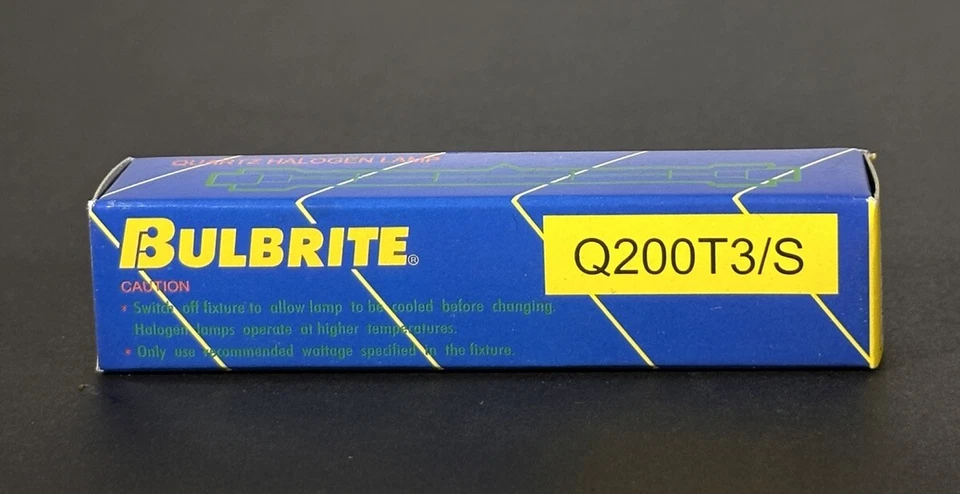 QUARTZ HALOGEN LAMP
BULBRITE®
Q200T3/S
CAUTION
* Switch off fixture to allow lamp to be cooled before changing.
Halogen lamps operate at higher temperatures.
* Only use recommended wattage specified in the fixture.